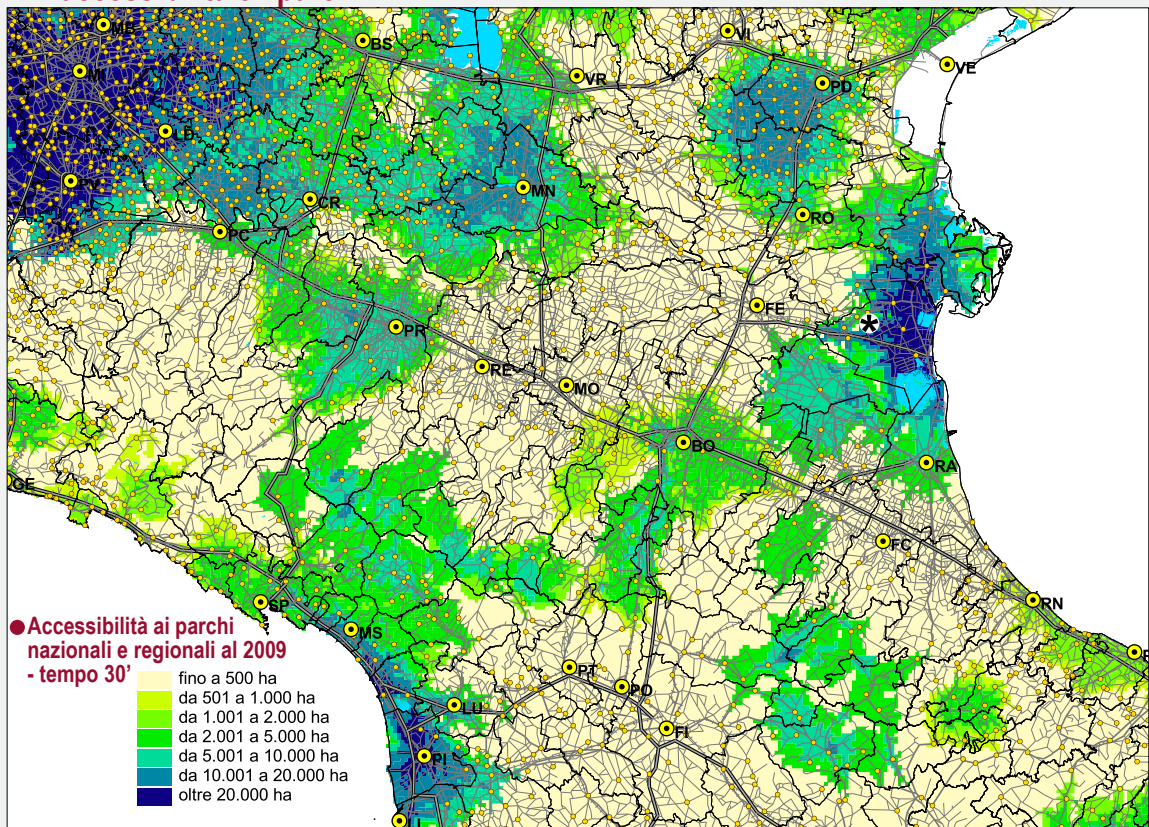 MI
BS
VI
VE
VR
PD
MN
CR
RO
PC
FE
*
PR
RE
MO
BO
RA
GE
FC
RN
SP
MS
● Accessibilità ai parchi
nazionali e regionali al 2009
- tempo 30'
fino a 500 ha
da 501 a 1.000 ha
da 1.001 a 2.000 ha
da 2.001 a 5.000 ha
da 5.001 a 10.000 ha
da 10.001 a 20.000 ha
oltre 20.000 ha
PT
PO
LU
FI
PI